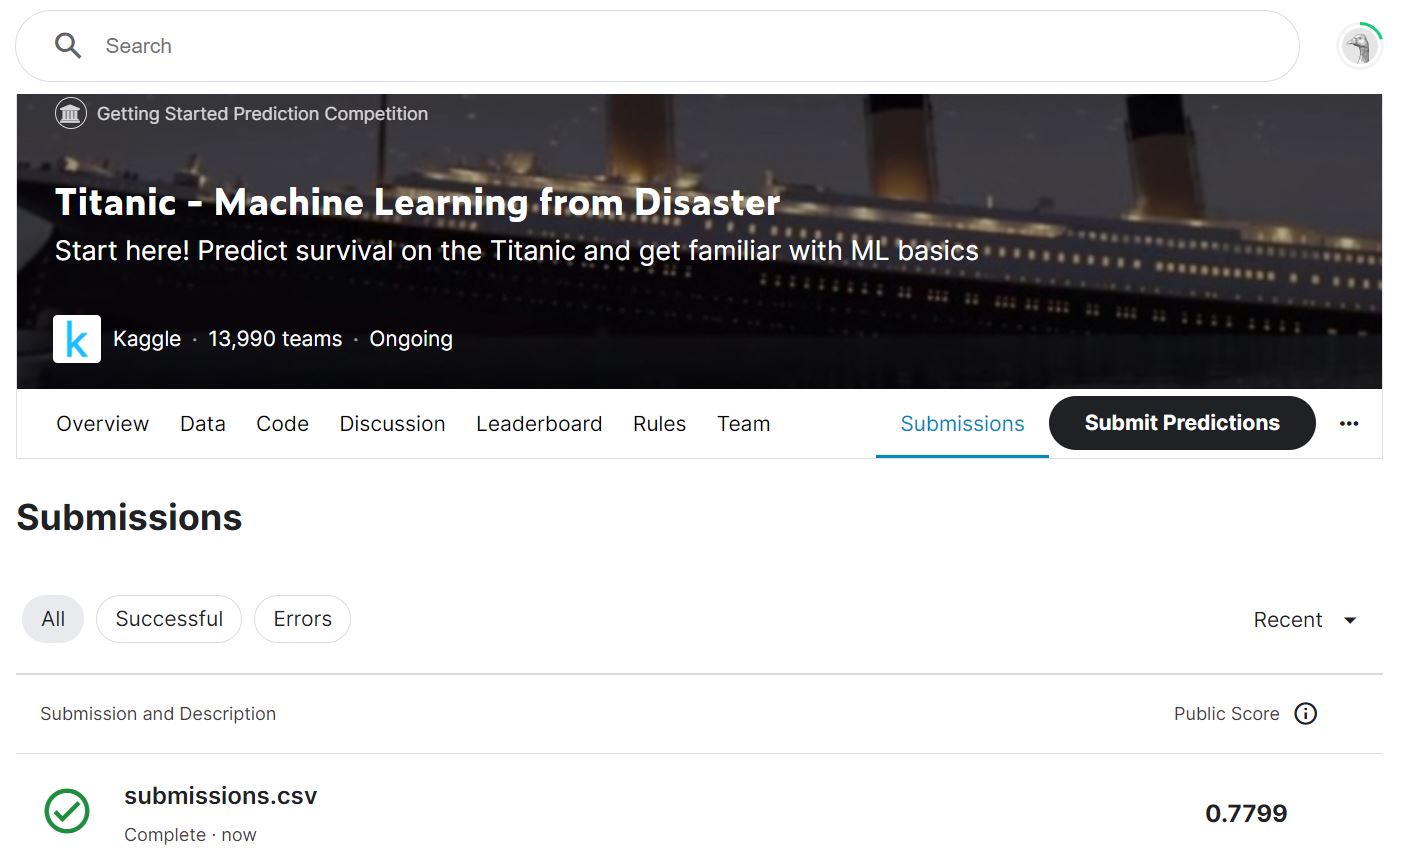 Search
Getting Started Prediction Competition
Titanic - Machine Learning from Disaster
Start here! Predict survival on the Titanic and get familiar with ML basics
k Kaggle · 13,990 teams · Ongoing
Overview Data Code Discussion Leaderboard Rules Team Submissions Submit Predictions ...
Submissions
All Successful Errors Recent
Submission and Description Public Score
submissions.csv 0.7799
Complete · now